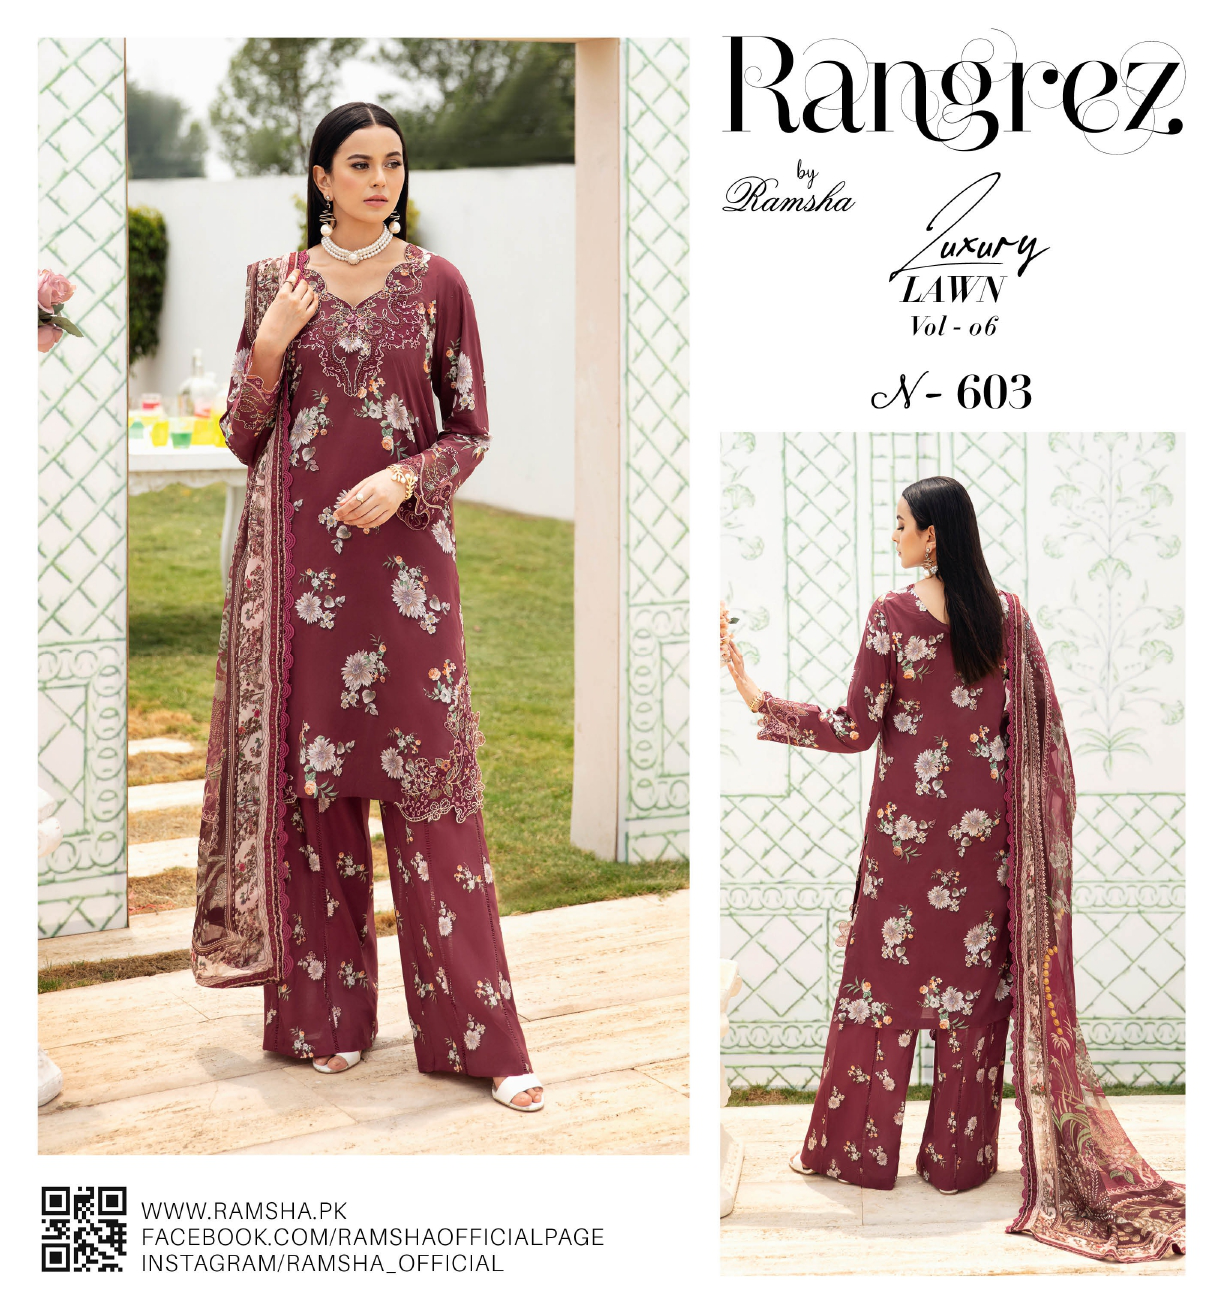 Rangrez
by
Ramsha
Luxury
LAWN
Vol - 06
N - 603
WWW.RAMSHA.PK
FACEBOOK.COM/RAMSHAOFFICIALPAGE
INSTAGRAM/RAMSHA_OFFICIAL